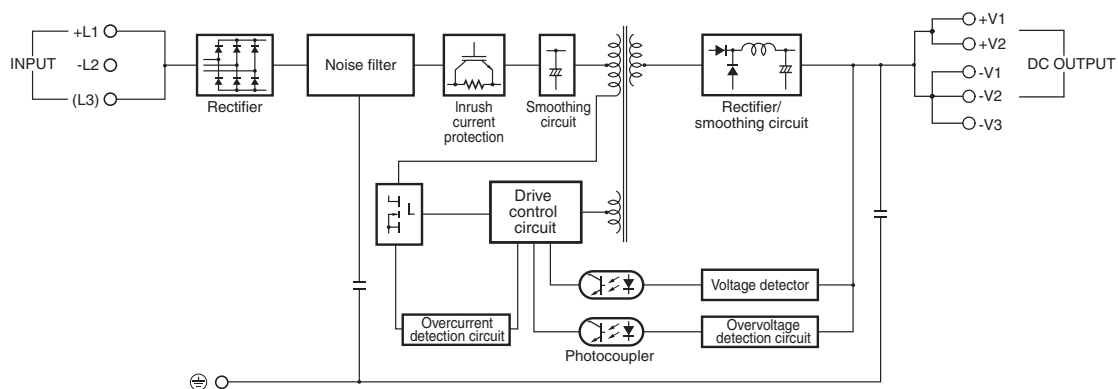 +L1
INPUT
-L2
(L3)
Rectifier
Noise filter
Inrush
current
protection
Smoothing
circuit
Rectifier/
smoothing circuit
+V1
+V2
-V1
DC OUTPUT
-V2
-V3
Drive
control
circuit
Voltage detector
Overcurrent
detection circuit
Overvoltage
detection circuit
Photocoupler